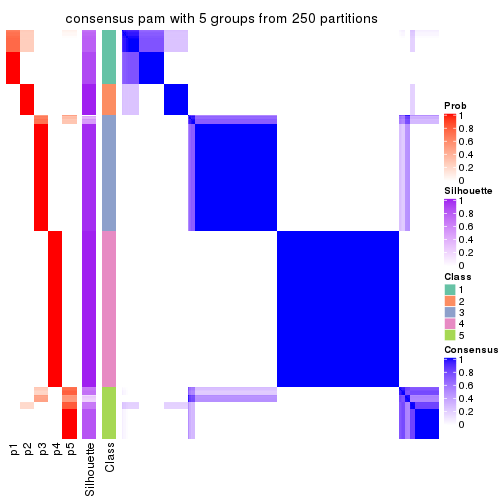 consensus pam with 5 groups from 250 partitions
Prob
1
0.8
0.6
0.4
0.2
0
Silhouette
1
0.8
0.6
0.4
0.2
0
Class
1
2
3
4
5
Consensus
1
0.8
0.6
0.4
0.2
0
p1
p2
p3
p4
p5
Silhouette
Class